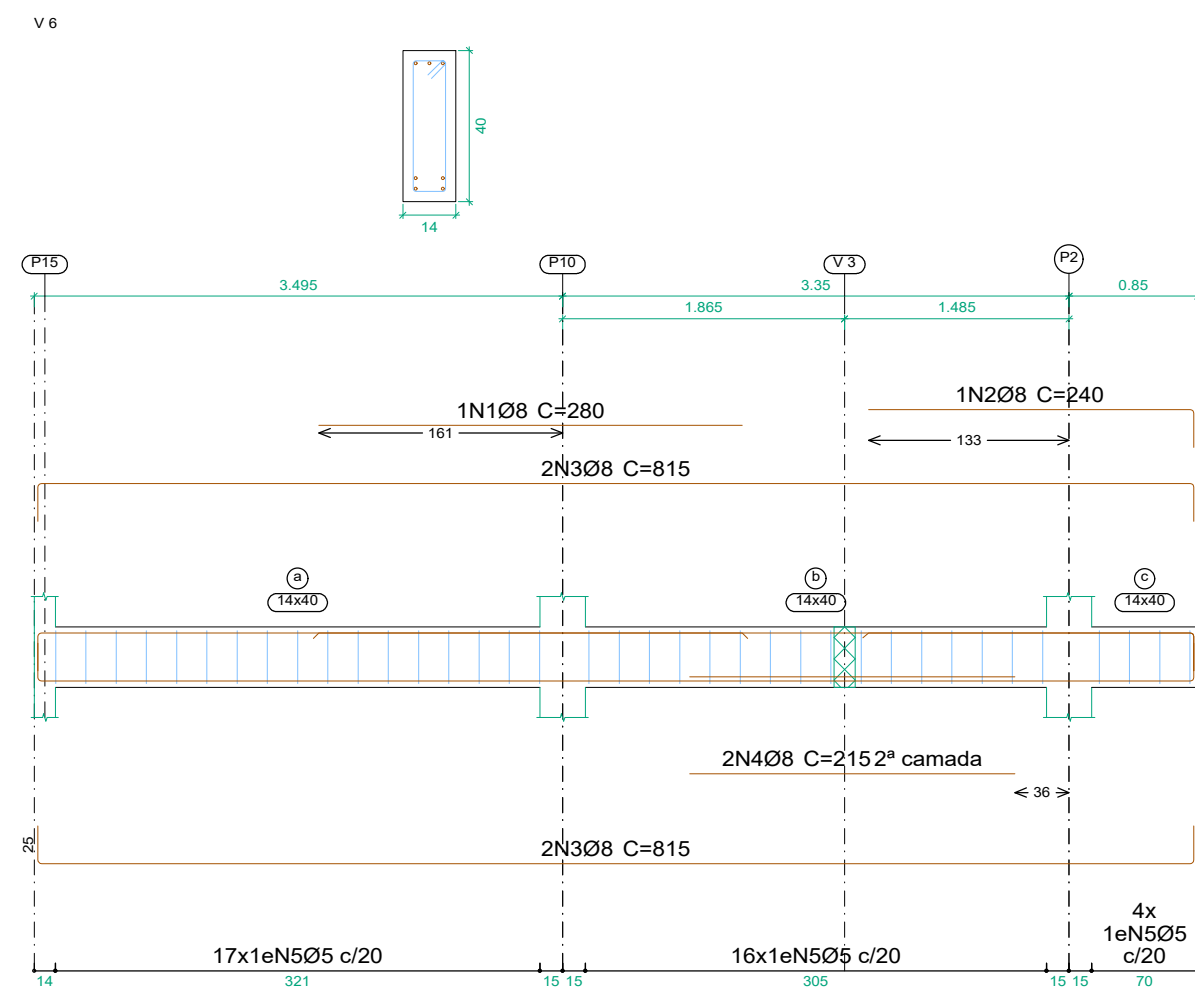 V 6
40
14
P15
P10
V 3
P2
3.495
3.35
0.85
1.865
1.485
1N2Ø8 C=240
1N1Ø8 C=280
161
133
2N3Ø8 C=815
a
b
c
14x40
14x40
14x40
2N4Ø8 C=215 2ª camada
36
25
2N3Ø8 C=815
17x1eN5Ø5 c/20
16x1eN5Ø5 c/20
4x
1eN5Ø5
c/20
14
321
15 15
305
15 15
70